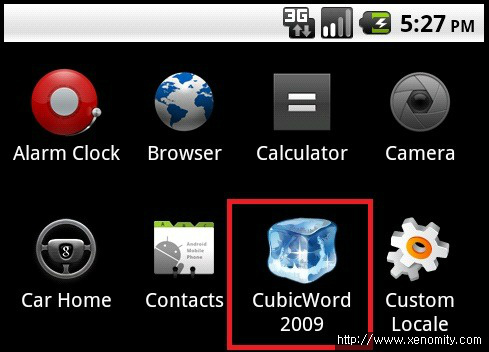 3G
5:27 PM
Alarm Clock
Browser
Calculator
Camera
Car Home
Contacts
CubicWord
2009
Custom
Locale
Android
Mobile
Phone
8
http://www.xenomity.com